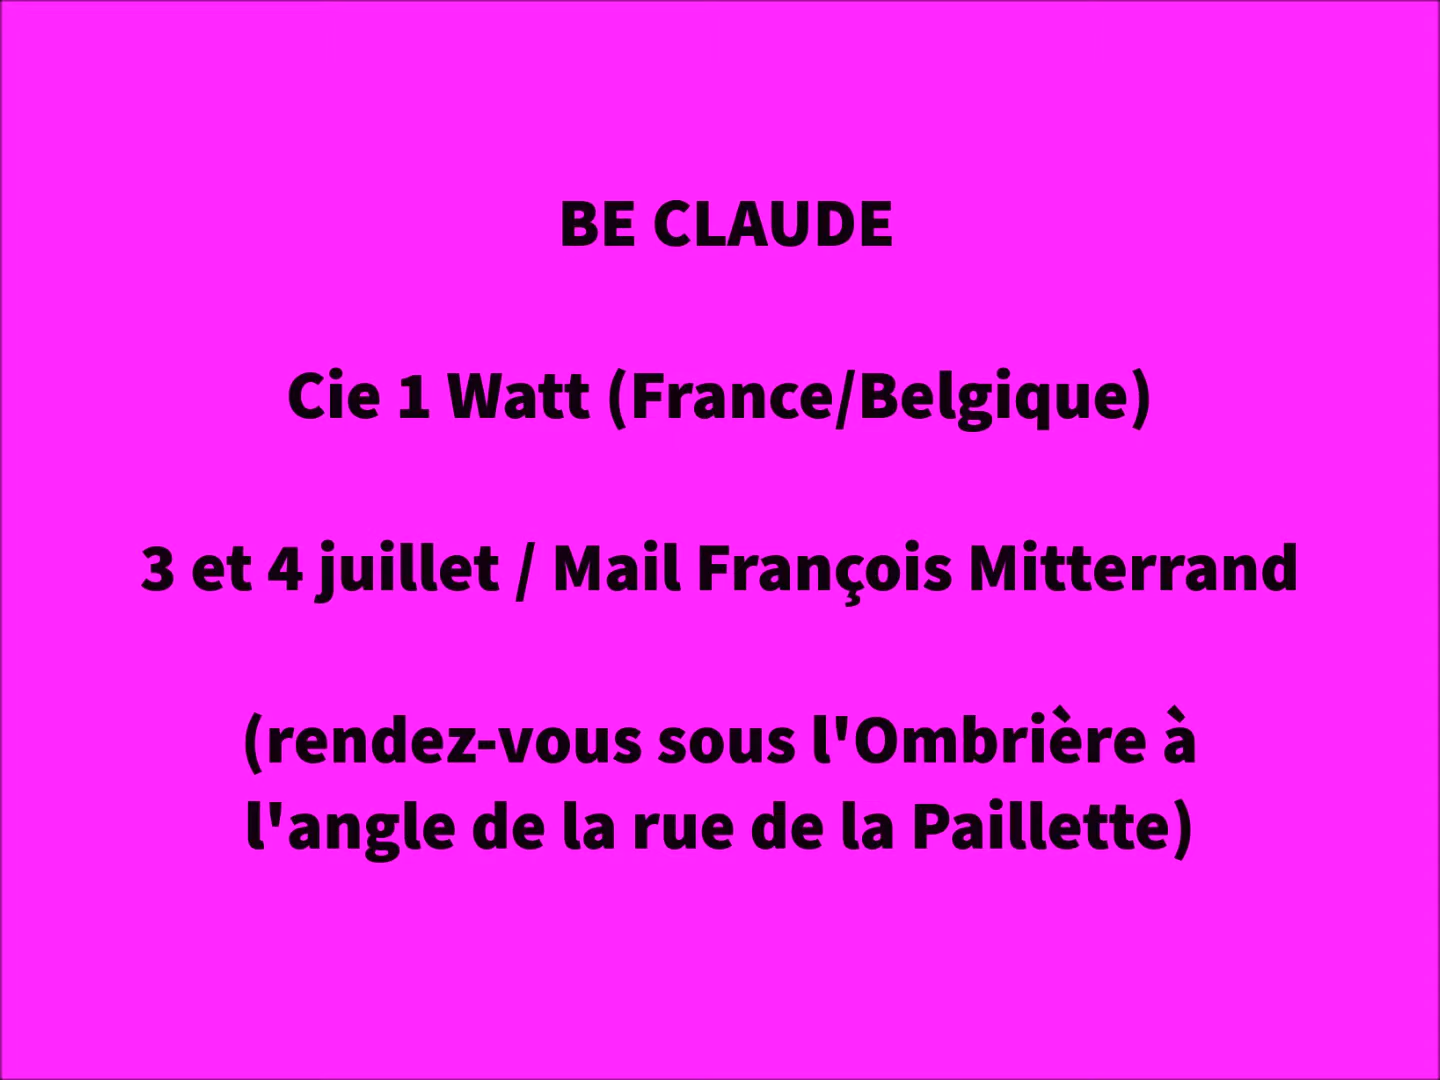 BE CLAUDE
Cie 1 Watt (France/Belgique)
3 et 4 juillet / Mail François Mitterrand
(rendez-vous sous l'Ombrière à
l'angle de la rue de la Paillette)